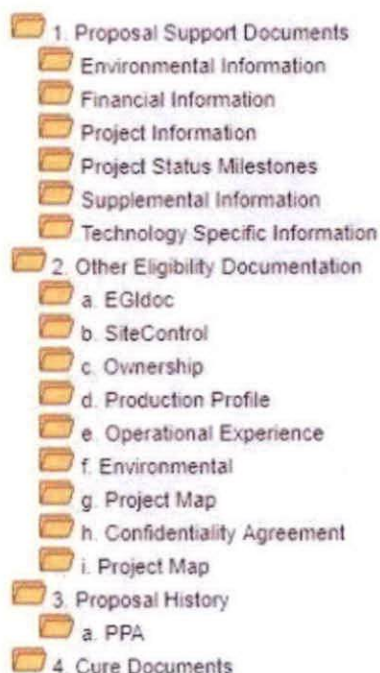 1. Proposal Support Documents
Environmental Information
Financial Information
Project Information
Project Status Milestones
Supplemental Information
Technology Specific Information
2. Other Eligibility Documentation
a. EGIdoc
b. SiteControl
c. Ownership
d. Production Profile
e. Operational Experience
f. Environmental
g. Project Map
h. Confidentiality Agreement
i. Project Map
3. Proposal History
a. PPA
4. Cure Documents